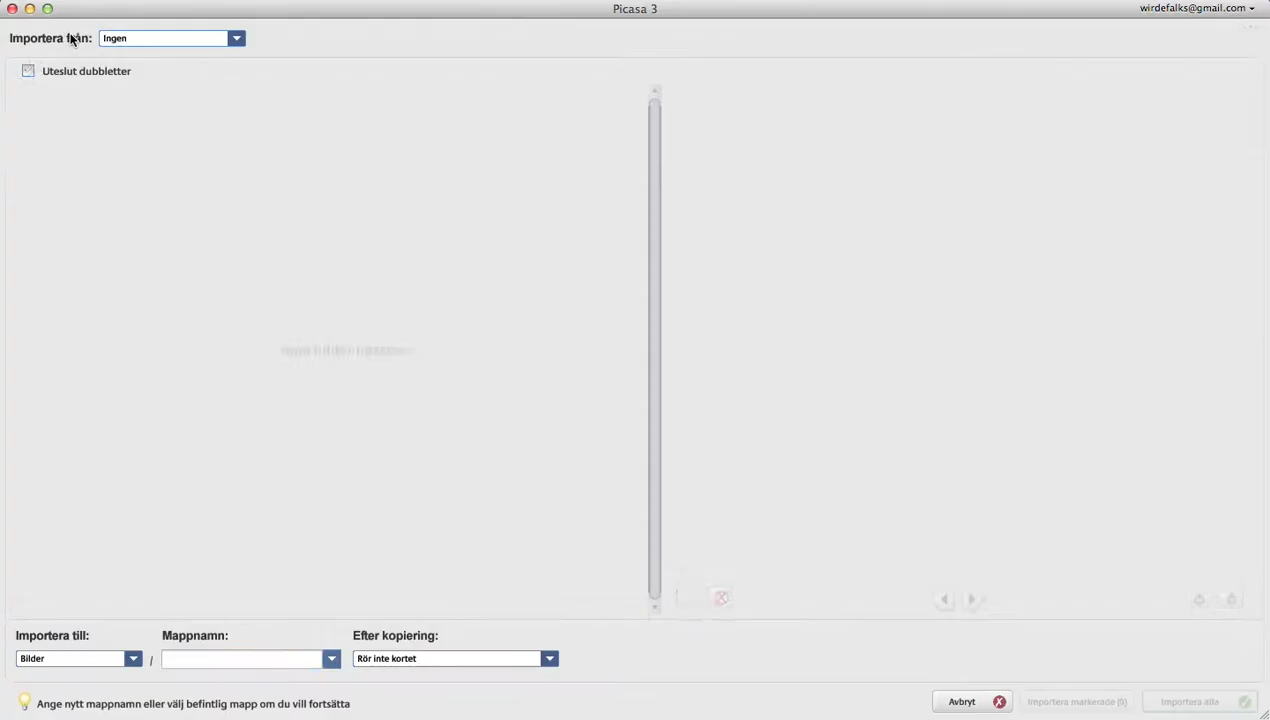 Picasa 3
wirdefalks@gmail.com
Importera från: Ingen
Uteslut dubbletter
Importera till: Mappnamn: Efter kopiering:
Bilder / Rör inte kortet
Ange nytt mappnamn eller välj befintlig mapp om du vill fortsätta
Avbryt Importera markerade (0) Importera alla